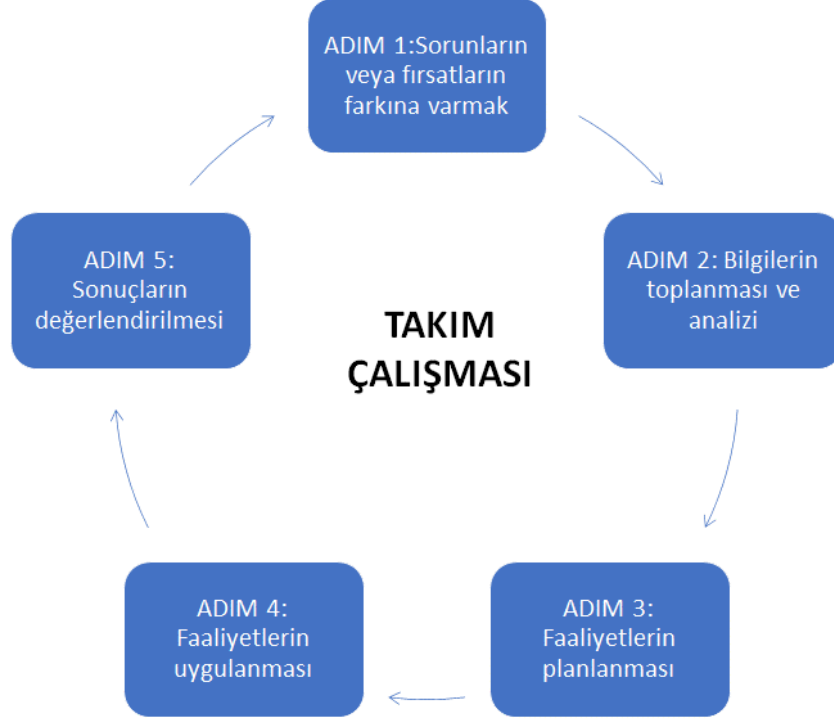 ADIM 1:Sorunların
veya fırsatların
farkına varmak
ADIM 2: Bilgilerin
toplanması ve
analizi
ADIM 3:
Faaliyetlerin
planlanması
ADIM 4:
Faaliyetlerin
uygulanması
ADIM 5:
Sonuçların
değerlendirilmesi
TAKIM
ÇALIŞMASI